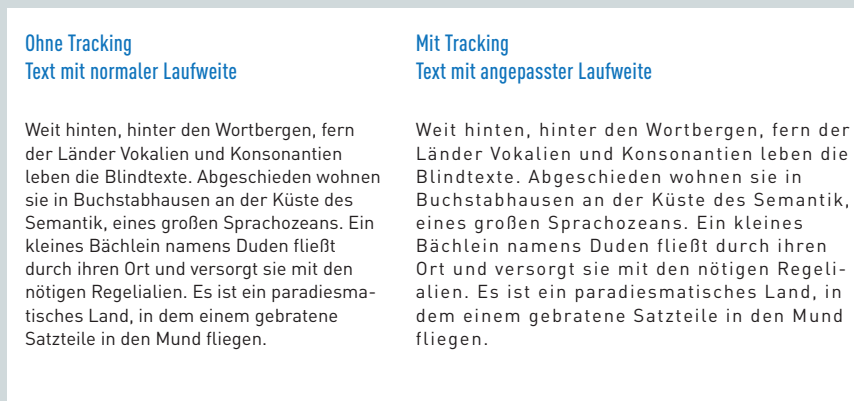 Ohne Tracking
Text mit normaler Laufweite
Weit hinten, hinter den Wortbergen, fern
der Länder Vokalien und Konsonantien
leben die Blindtexte. Abgeschieden wohnen
sie in Buchstabhausen an der Küste des
Semantik, eines großen Sprachozeans. Ein
kleines Bächlein namens Duden fließt
durch ihren Ort und versorgt sie mit den
nötigen Regelialien. Es ist ein paradiesma-
tisches Land, in dem einem gebratene
Satzteile in den Mund fliegen.
Mit Tracking
Text mit angepasster Laufweite
Weit hinten, hinter den Wortbergen, fern der
Länder Vokalien und Konsonantien leben die
Blindtexte. Abgeschieden wohnen sie in
Buchstabhausen an der Küste des Semantik,
eines großen Sprachozeans. Ein kleines
Bächlein namens Duden fließt durch ihren
Ort und versorgt sie mit den nötigen Regeli-
alien. Es ist ein paradiesmatisches Land, in
dem einem gebratene Satzteile in den Mund
fliegen.